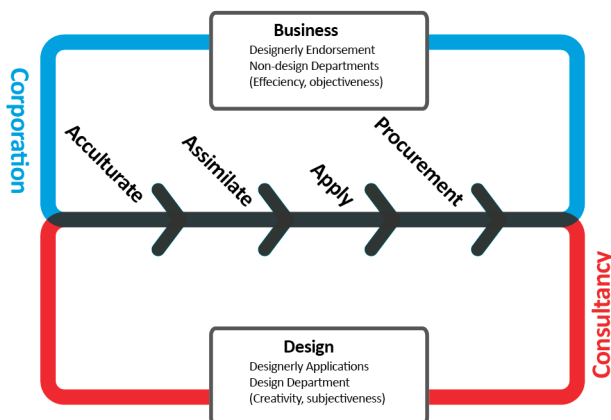 Business
Designerly Endorsement
Non-design Departments
(Effeciency, objectiveness)
Corporation
Acculturate
Assimilate
Apply
Procurement
Consultancy
Design
Designerly Applications
Design Department
(Creativity, subjectiveness)